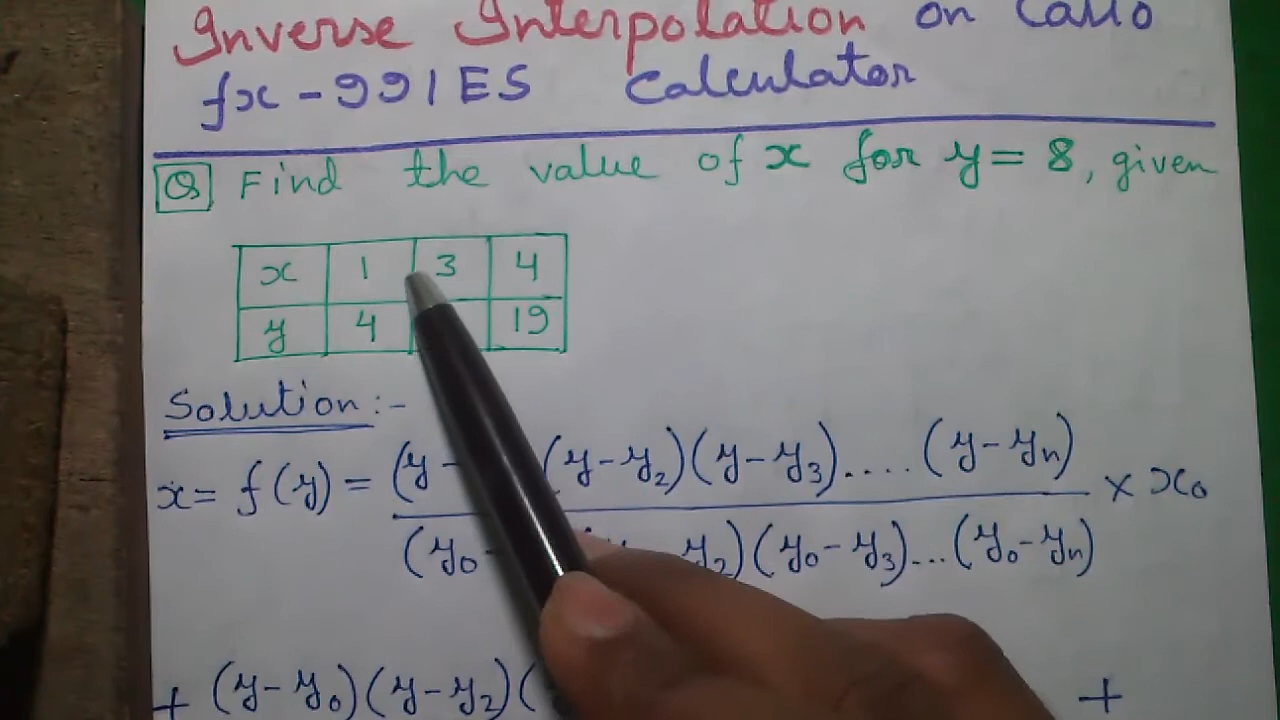 Inverse Interpolation on Casio
fx-991ES Calculator
Q Find the value of x for y = 8, given
x 1 3 4
y 4 19
Solution:-
x = f(y) = (y- (y-y₂)(y-y₃)....(y-yₙ)
× x₀
(y₀- y₂)(y₀-y₃)...(y₀-yₙ)
+ (y-y₀)(y-y₂)( +